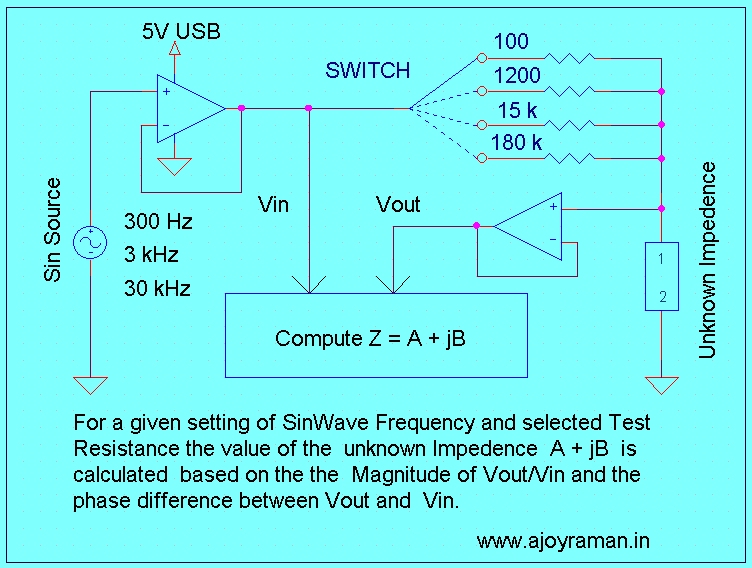 5V USB
SWITCH
100
1200
15 k
180 k
+
−
Vin
Vout
+
−
Sin Source
+
−
300 Hz
3 kHz
30 kHz
1
2
Unknown Impedence
Compute Z = A + jB
For a given setting of SinWave Frequency and selected Test
Resistance the value of the unknown Impedence A + jB is
calculated based on the the Magnitude of Vout/Vin and the
phase difference between Vout and Vin.
www.ajoyraman.in